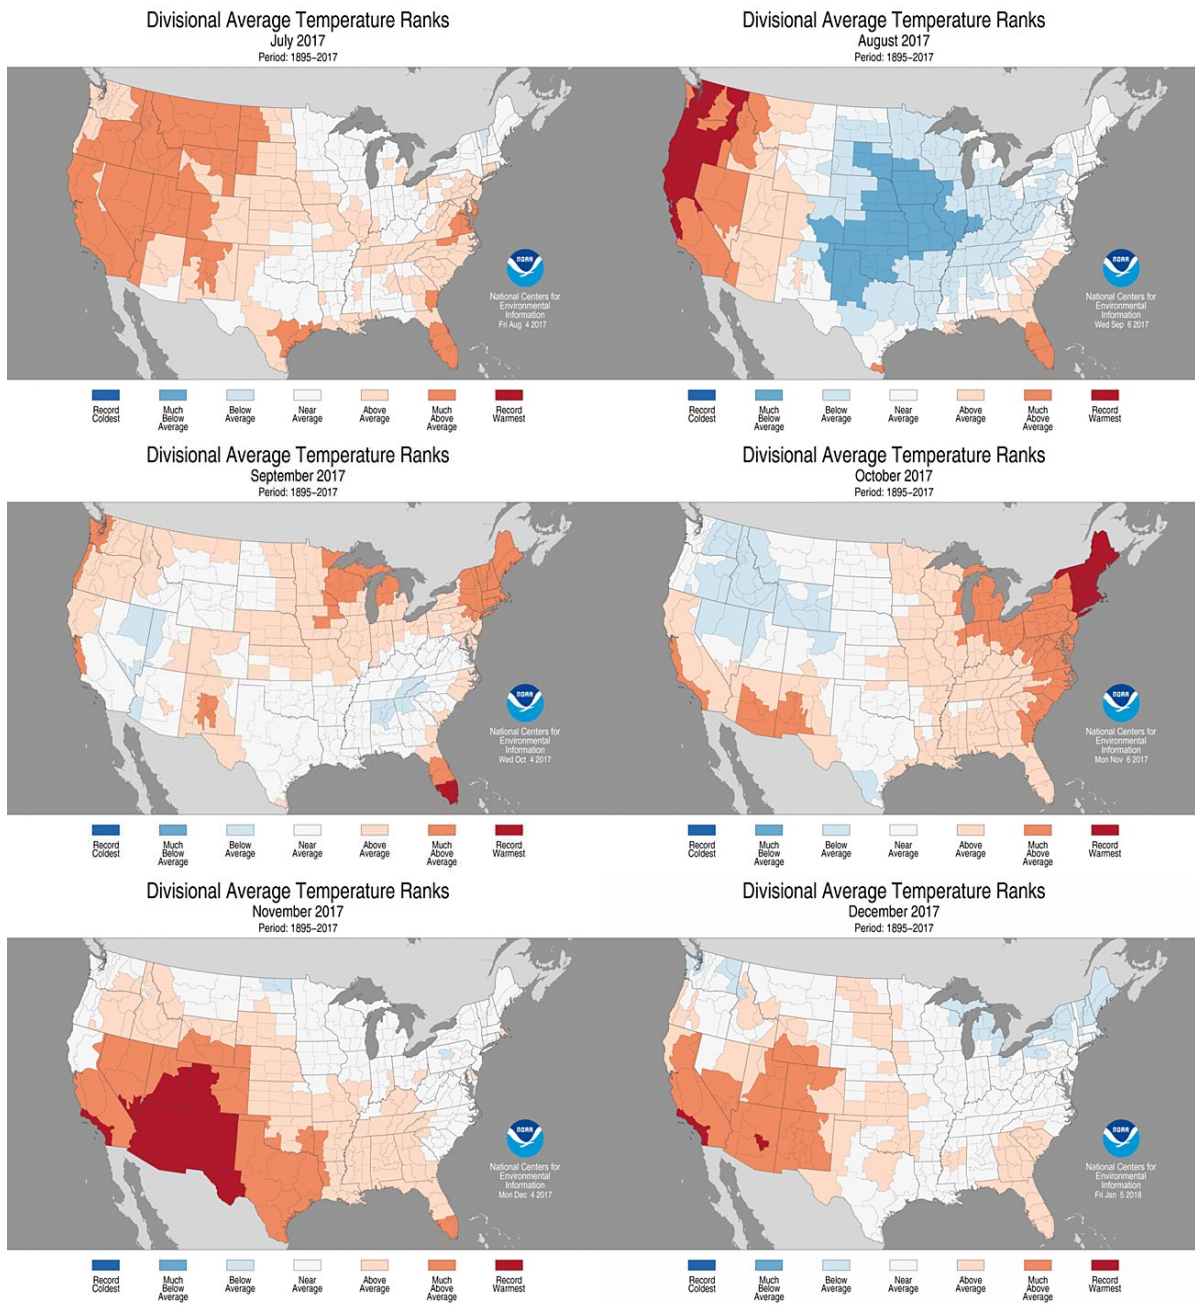 Divisional Average Temperature Ranks
July 2017
Period: 1895-2017
NOAA
National Centers for
Environmental
Information
Fri Aug 4 2017
Record
Coldest
Much
Below
Average
Below
Average
Near
Average
Above
Average
Much
Above
Average
Record
Warmest
Divisional Average Temperature Ranks
August 2017
Period: 1895-2017
NOAA
National Centers for
Environmental
Information
Wed Sep 6 2017
Record
Coldest
Much
Below
Average
Below
Average
Near
Average
Above
Average
Much
Above
Average
Record
Warmest
Divisional Average Temperature Ranks
September 2017
Period: 1895-2017
NOAA
National Centers for
Environmental
Information
Wed Oct 4 2017
Record
Coldest
Much
Below
Average
Below
Average
Near
Average
Above
Average
Much
Above
Average
Record
Warmest
Divisional Average Temperature Ranks
October 2017
Period: 1895-2017
NOAA
National Centers for
Environmental
Information
Mon Nov 6 2017
Record
Coldest
Much
Below
Average
Below
Average
Near
Average
Above
Average
Much
Above
Average
Record
Warmest
Divisional Average Temperature Ranks
November 2017
Period: 1895-2017
NOAA
National Centers for
Environmental
Information
Mon Dec 4 2017
Record
Coldest
Much
Below
Average
Below
Average
Near
Average
Above
Average
Much
Above
Average
Record
Warmest
Divisional Average Temperature Ranks
December 2017
Period: 1895-2017
NOAA
National Centers for
Environmental
Information
Fri Jan 5 2018
Record
Coldest
Much
Below
Average
Below
Average
Near
Average
Above
Average
Much
Above
Average
Record
Warmest